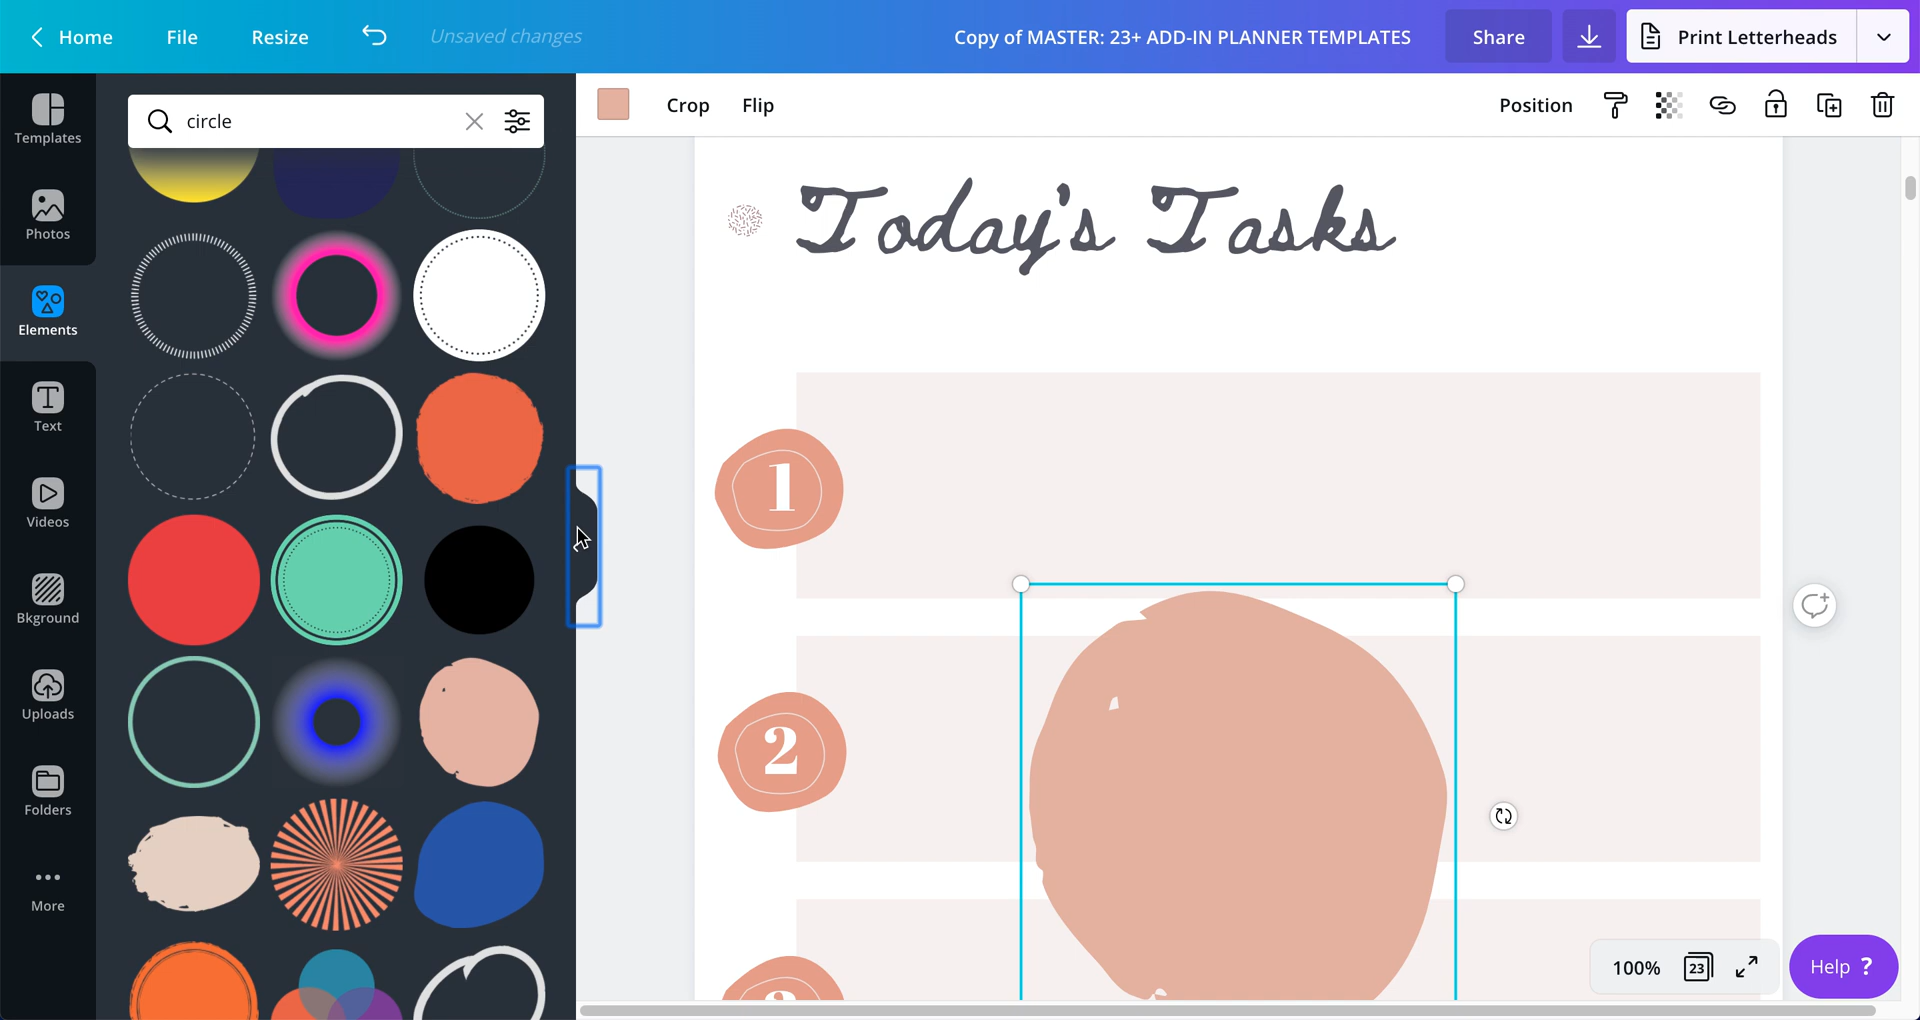 Home File Resize Unsaved changes Copy of MASTER: 23+ ADD-IN PLANNER TEMPLATES Share Print Letterheads
Templates
Photos
Elements
Text
Videos
Bkground
Uploads
Folders
More
circle
Crop Flip Position
Today's Tasks
1
2
3
100% 23 Help ?